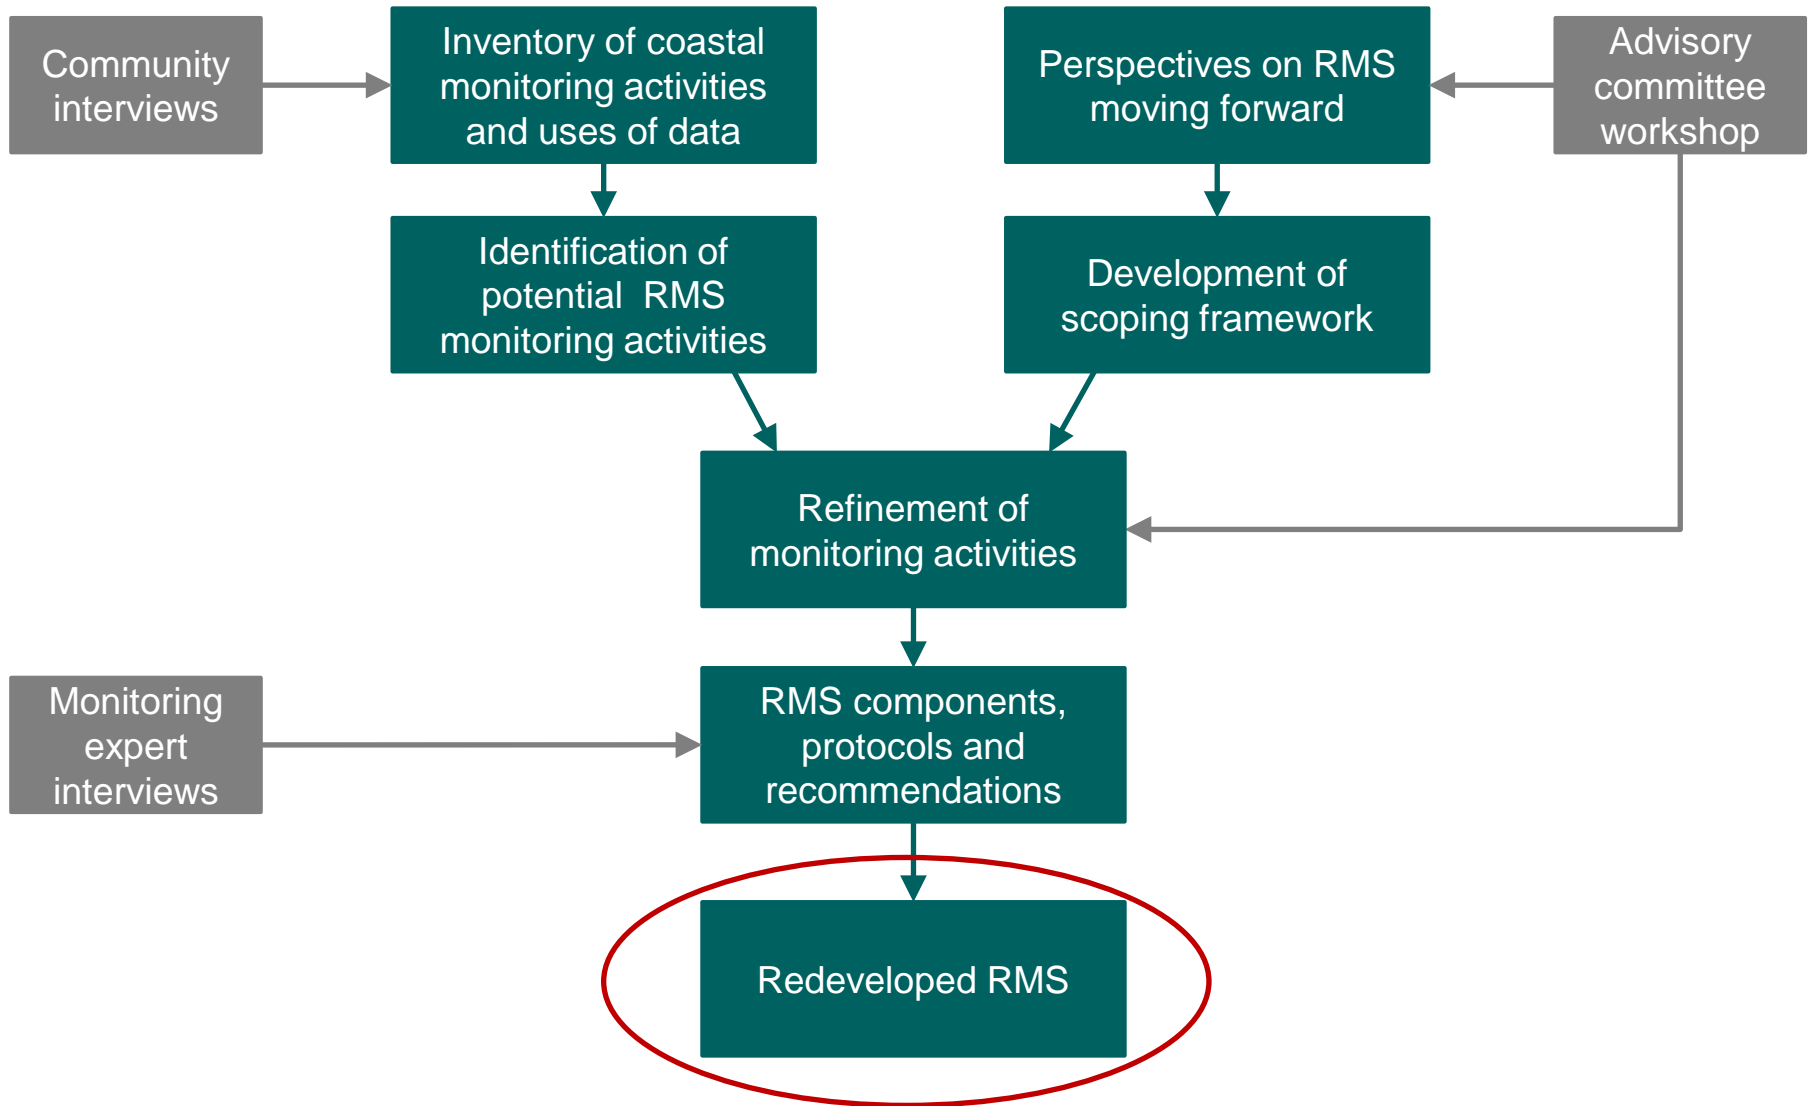 Community
interviews
Inventory of coastal
monitoring activities
and uses of data
Perspectives on RMS
moving forward
Advisory
committee
workshop
Identification of
potential  RMS
monitoring activities
Development of
scoping framework
Refinement of
monitoring activities
Monitoring
expert
interviews
RMS components,
protocols and
recommendations
Redeveloped RMS